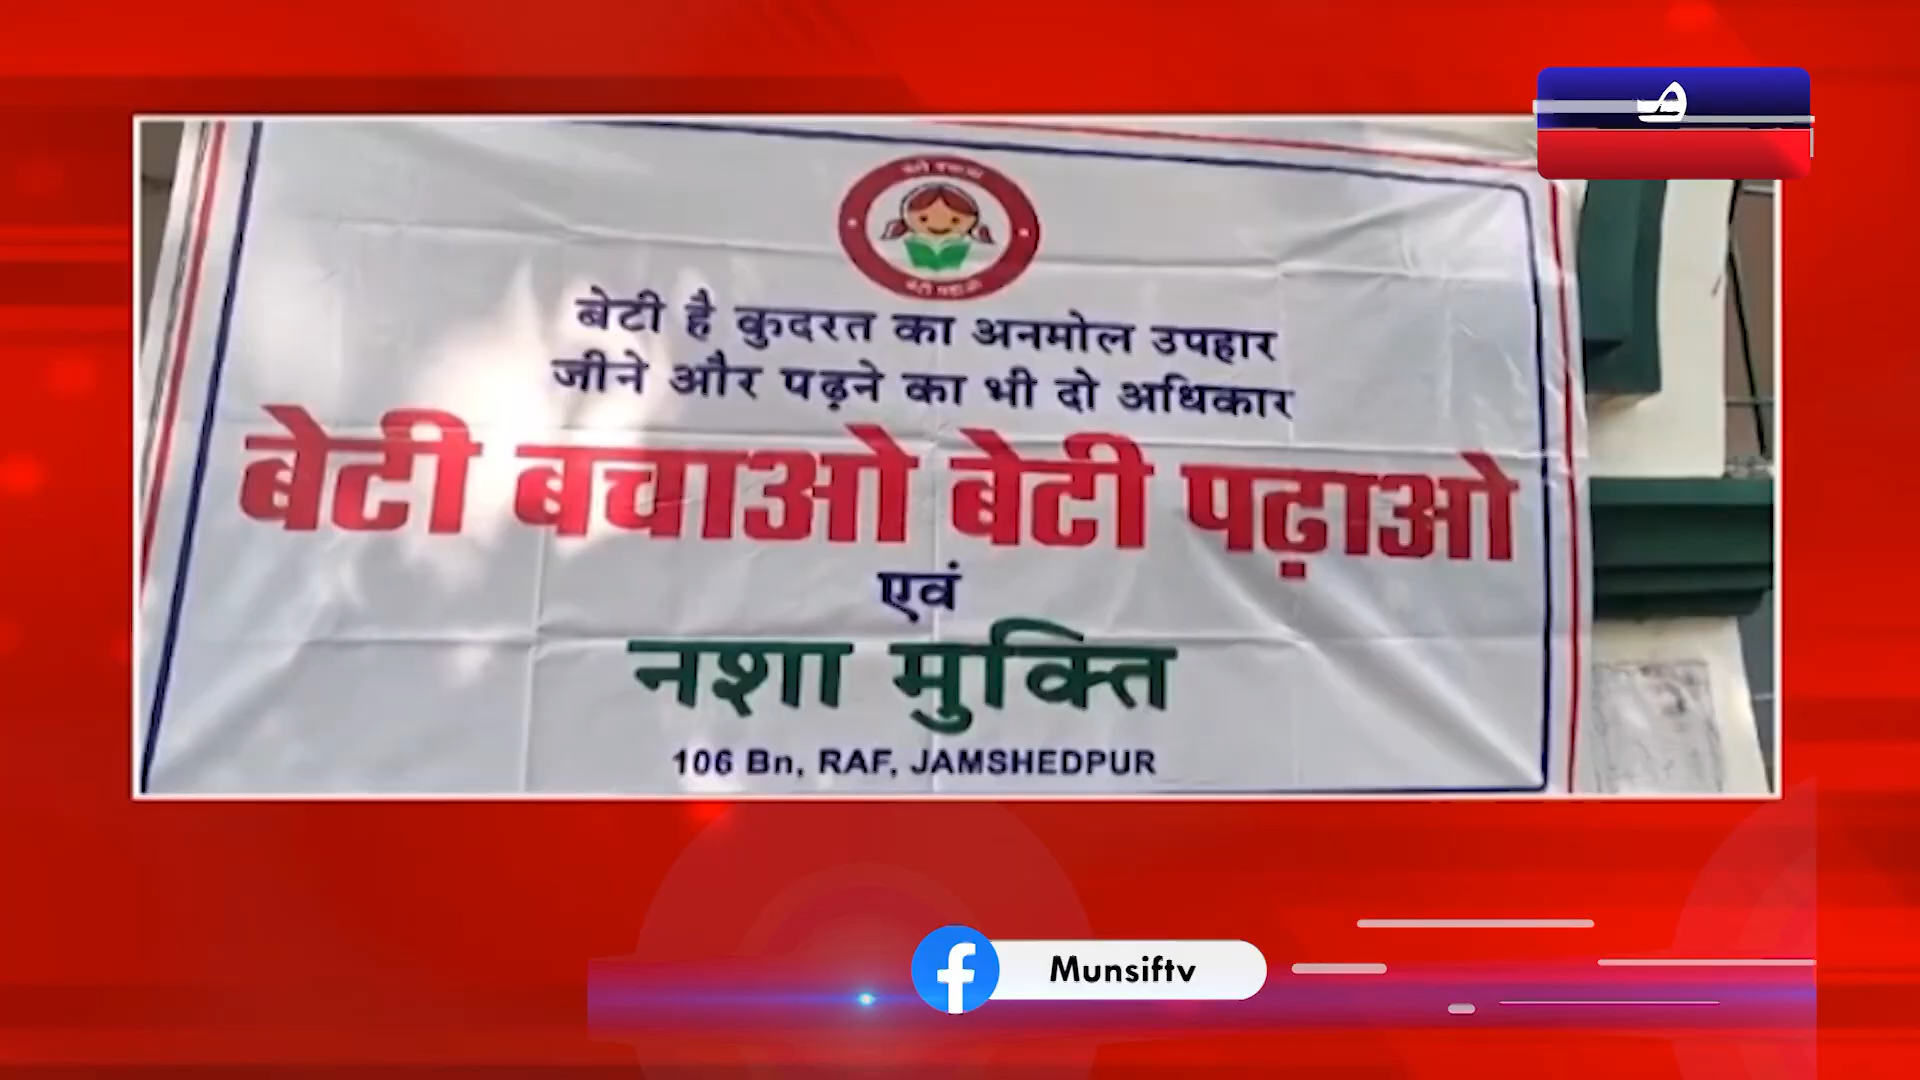 बेटी है कुदरत का अनमोल उपहार
जीने और पढ़ने का भी दो अधिकार
बेटी बचाओ बेटी पढ़ाओ
एवं
नशा मुक्ति
106 Bn, RAF, JAMSHEDPUR
Munsiftv